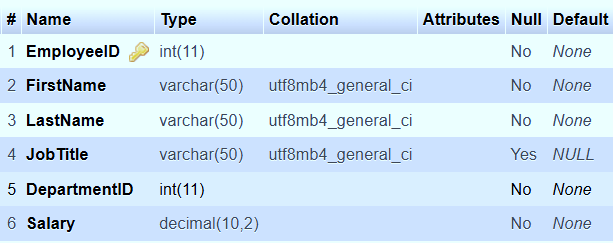 # Name Type Collation Attributes Null Default
1 EmployeeID int(11) No None
2 FirstName varchar(50) utf8mb4_general_ci No None
3 LastName varchar(50) utf8mb4_general_ci No None
4 JobTitle varchar(50) utf8mb4_general_ci Yes NULL
5 DepartmentID int(11) No None
6 Salary decimal(10,2) No None